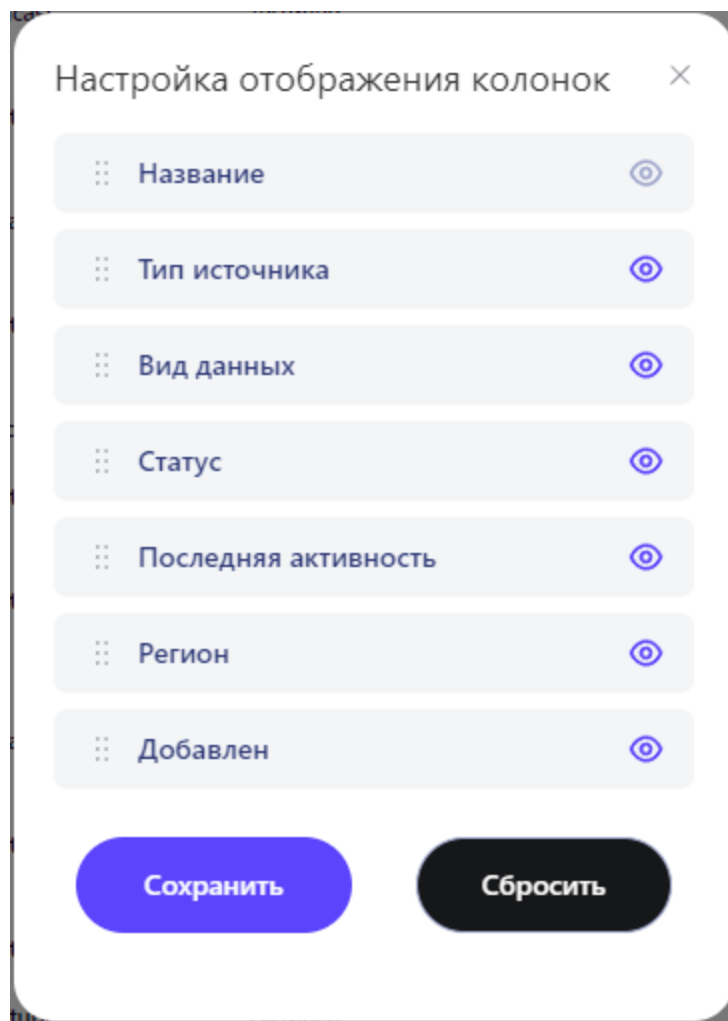 Настройка отображения колонок
Название
Тип источника
Вид данных
Статус
Последняя активность
Регион
Добавлен
Сохранить
Сбросить